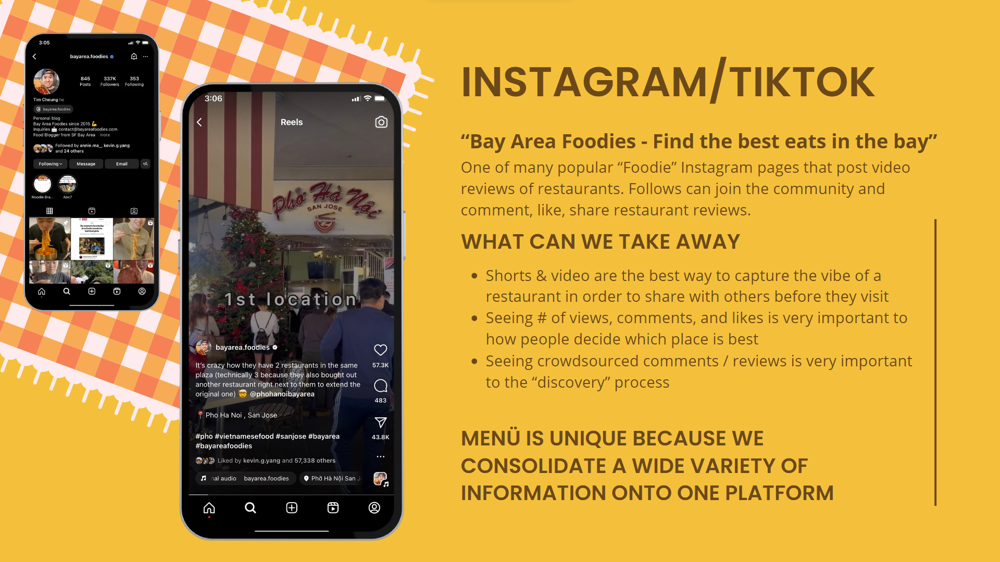 3:05
bayarea.foodies
845 337K 353
Posts Followers Following
Tim Cheung he
bayarea.foodies
Personal blog
Bay Area Foodies since 2015 💪
Inquiries 📩 contact@bayareafoodies.com
Food Blogger from SF Bay Area more
Followed by annie.ma_, kevin.g.yang
and 24 others
Following Message Email
Noodle Bra... Abc7
The internet's favorite Bay
Area foodie reveals the
best local gems
3:06
Reels
Phở Hà Nội
SAN JOSE
1st location
bayarea.foodies
It's crazy how they have 2 restaurants in the same
plaza (technically 3 because they also bought out
another restaurant right next to them to extend the
original one) 🤯 @phohanoibayarea
📍 Pho Ha Noi , San Jose
#pho #vietnamesefood #sanjose #bayarea
#bayareafoodies
Liked by kevin.g.yang and 57,338 others
57.3K
483
43.8K
nal audio bayarea.foodies
Phở Hà Nội San J
INSTAGRAM/TIKTOK
“Bay Area Foodies - Find the best eats in the bay”
One of many popular “Foodie” Instagram pages that post video
reviews of restaurants. Follows can join the community and
comment, like, share restaurant reviews.
WHAT CAN WE TAKE AWAY
• Shorts & video are the best way to capture the vibe of a
restaurant in order to share with others before they visit
• Seeing # of views, comments, and likes is very important to
how people decide which place is best
• Seeing crowdsourced comments / reviews is very important
to the “discovery” process
MENÜ IS UNIQUE BECAUSE WE
CONSOLIDATE A WIDE VARIETY OF
INFORMATION ONTO ONE PLATFORM